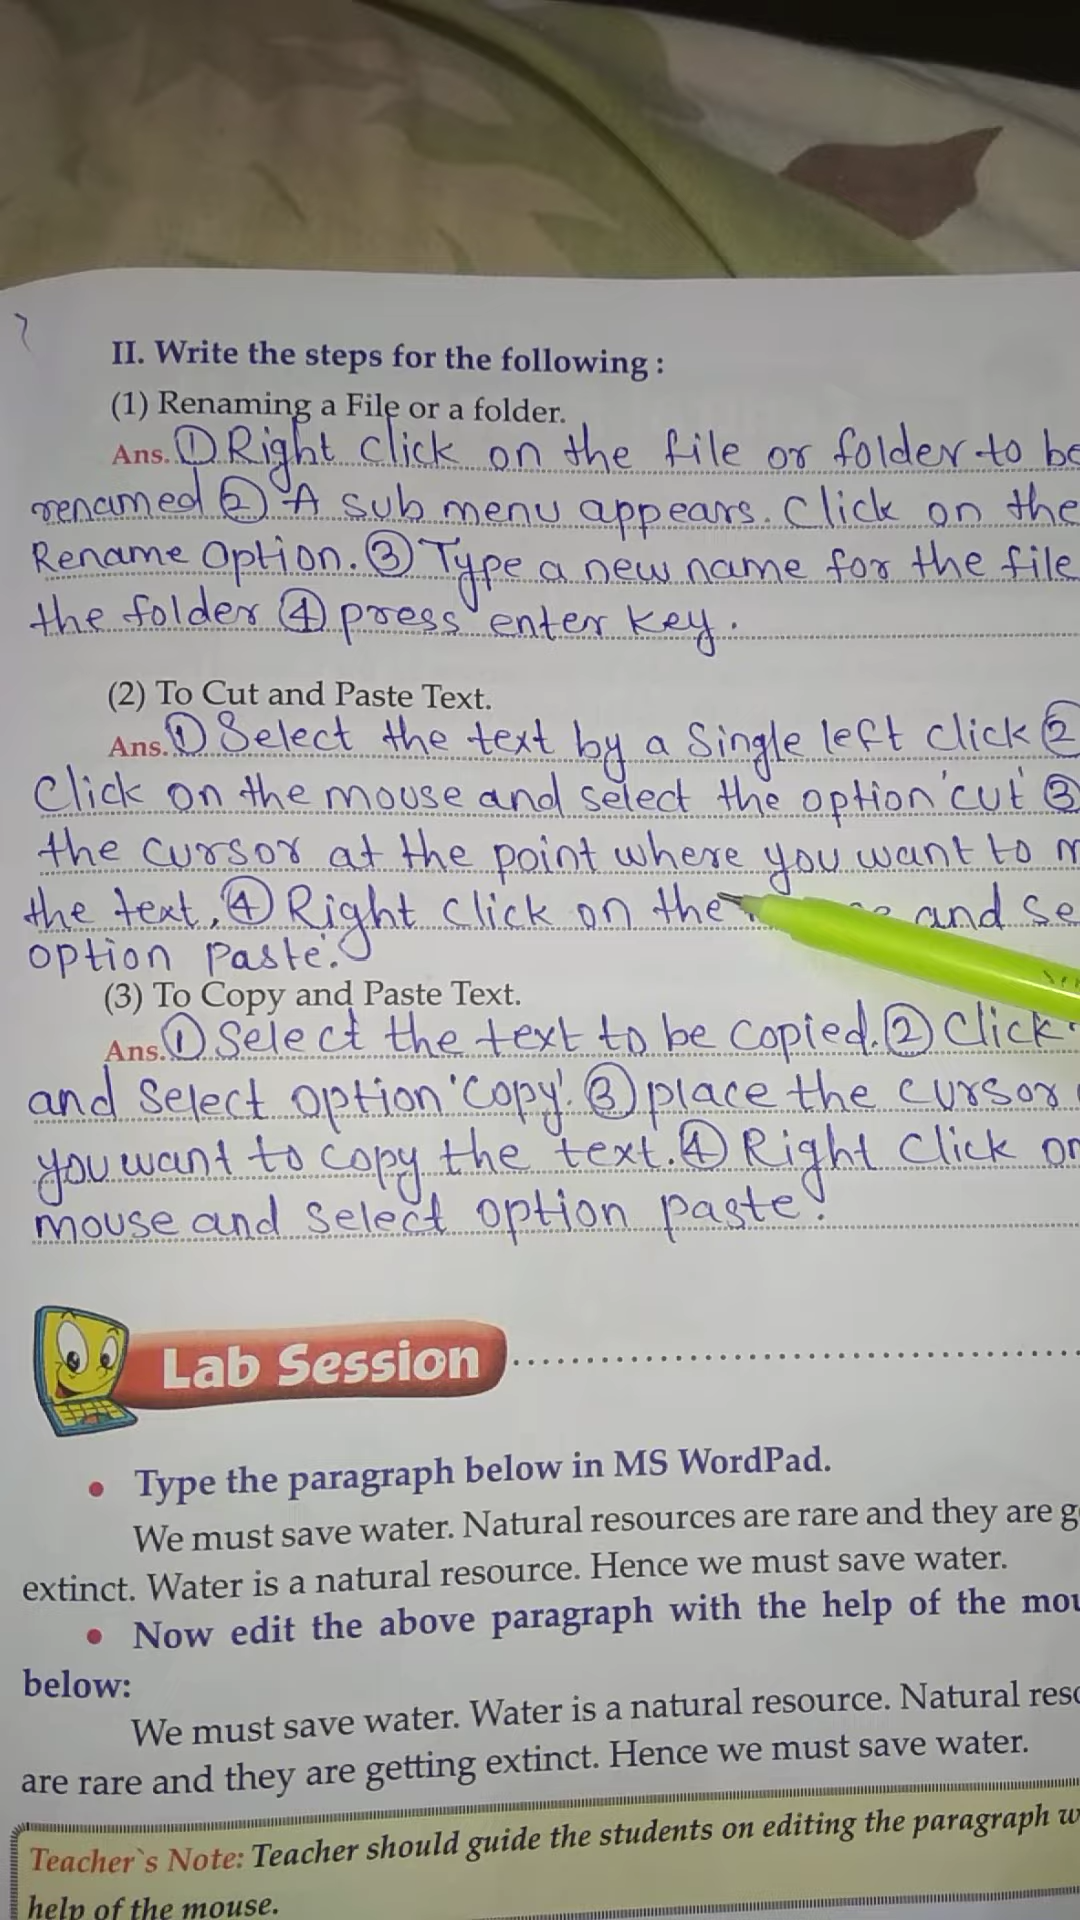 II. Write the steps for the following :
(1) Renaming a File or a folder.
Ans. ① Right click on the file or folder to be
renamed ② A sub menu appears. Click on the
Rename Option. ③ Type a new name for the file
the folder ④ press enter key.
(2) To Cut and Paste Text.
Ans. ① Select the text by a Single left click ②
Click on the mouse and select the option 'cut' ③
the cursor at the point where you want to
the text, ④ Right click on the and
option paste'.
(3) To Copy and Paste Text.
Ans. ① Select the text to be copied. ② Click
and Select option 'Copy'. ③ place the cursor
you want to copy the text. ④ Right Click
mouse and select option paste'.
Lab Session
• Type the paragraph below in MS WordPad.
We must save water. Natural resources are rare and they are
extinct. Water is a natural resource. Hence we must save water.
• Now edit the above paragraph with the help of the
below:
We must save water. Water is a natural resource. Natural
are rare and they are getting extinct. Hence we must save water.
Teacher`s Note: Teacher should guide the students on editing the paragraph
help of the mouse.